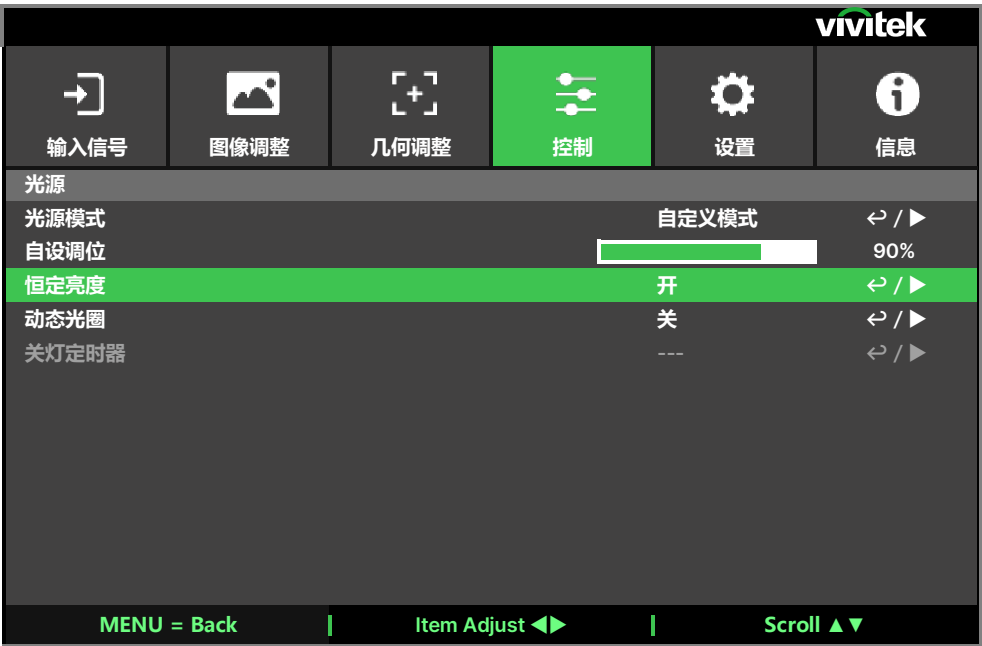 vivitek
输入信号 图像调整 几何调整 控制 设置 信息
光源
光源模式 自定义模式 ↩ / ▶
自设调位 90%
恒定亮度 开 ↩ / ▶
动态光圈 关 ↩ / ▶
关灯定时器 --- ↩ / ▶
MENU = Back Item Adjust ◀▶ Scroll ▲▼